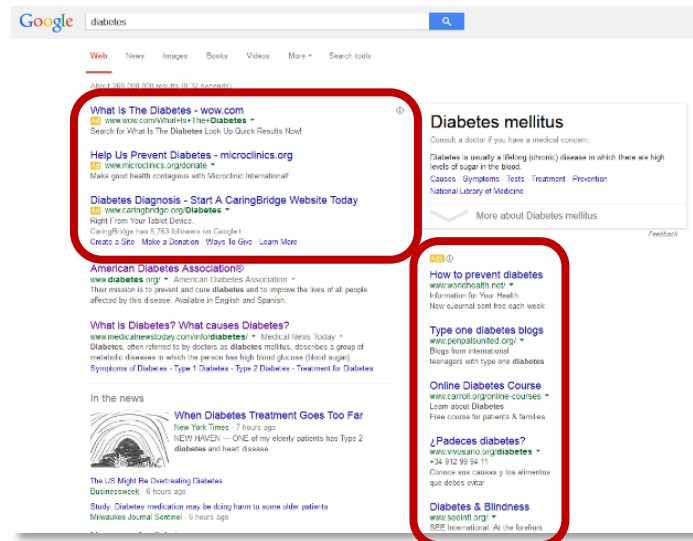 Google
diabetes
Web News Images Books Videos More Search tools
About 260,000,000 results (0.32 seconds)
What Is The Diabetes - wow.com
Ad www.wow.com/What+Is+The+Diabetes
Search for What Is The Diabetes Look Up Quick Results Now!
Help Us Prevent Diabetes - microclinics.org
Ad www.microclinics.org/donate
Make good health contagious with Microclinic International!
Diabetes Diagnosis - Start A CaringBridge Website Today
Ad www.caringbridge.org/Diabetes
Right From Your Tablet Device.
CaringBridge has 5,763 followers on Google+
Create a Site - Make a Donation - Ways To Give - Learn More
American Diabetes Association®
www.diabetes.org/ American Diabetes Association
Their mission is to prevent and cure diabetes and to improve the lives of all people
affected by this disease. Available in English and Spanish.
What is Diabetes? What causes Diabetes?
www.medicalnewstoday.com/info/diabetes/ Medical News Today
Diabetes, often referred to by doctors as diabetes mellitus, describes a group of
metabolic diseases in which the person has high blood glucose (blood sugar), ...
Symptoms of Diabetes - Type 1 Diabetes - Type 2 Diabetes - Treatment for Diabetes
In the news
When Diabetes Treatment Goes Too Far
New York Times - 7 hours ago
NEW HAVEN — ONE of my elderly patients has Type 2
diabetes and heart disease.
The US Might Be Overtreating Diabetes
Businessweek - 6 hours ago
Study: Diabetes medication may be doing harm to some older patients
Milwaukee Journal Sentinel - 6 hours ago
Diabetes mellitus
Consult a doctor if you have a medical concern.
Diabetes is usually a lifelong (chronic) disease in which there are high
levels of sugar in the blood.
Causes Symptoms Tests Treatment Prevention
National Library of Medicine
More about Diabetes mellitus
Feedback
Ads
How to prevent diabetes
www.worldhealth.net/
Information for Your Health.
New eJournal sent free each week
Type one diabetes blogs
www.penpalsunited.org/
Blogs from international
teenagers with type one diabetes
Online Diabetes Course
www.carroll.org/online-courses
Learn about Diabetes
Free course for patients & families
¿Padeces diabetes?
www.vivosano.org/diabetes
+34 912 99 94 11
Conoce sus causas y los alimentos
que debes evitar
Diabetes & Blindness
www.seeintl.org/
SEE International: At the forefront